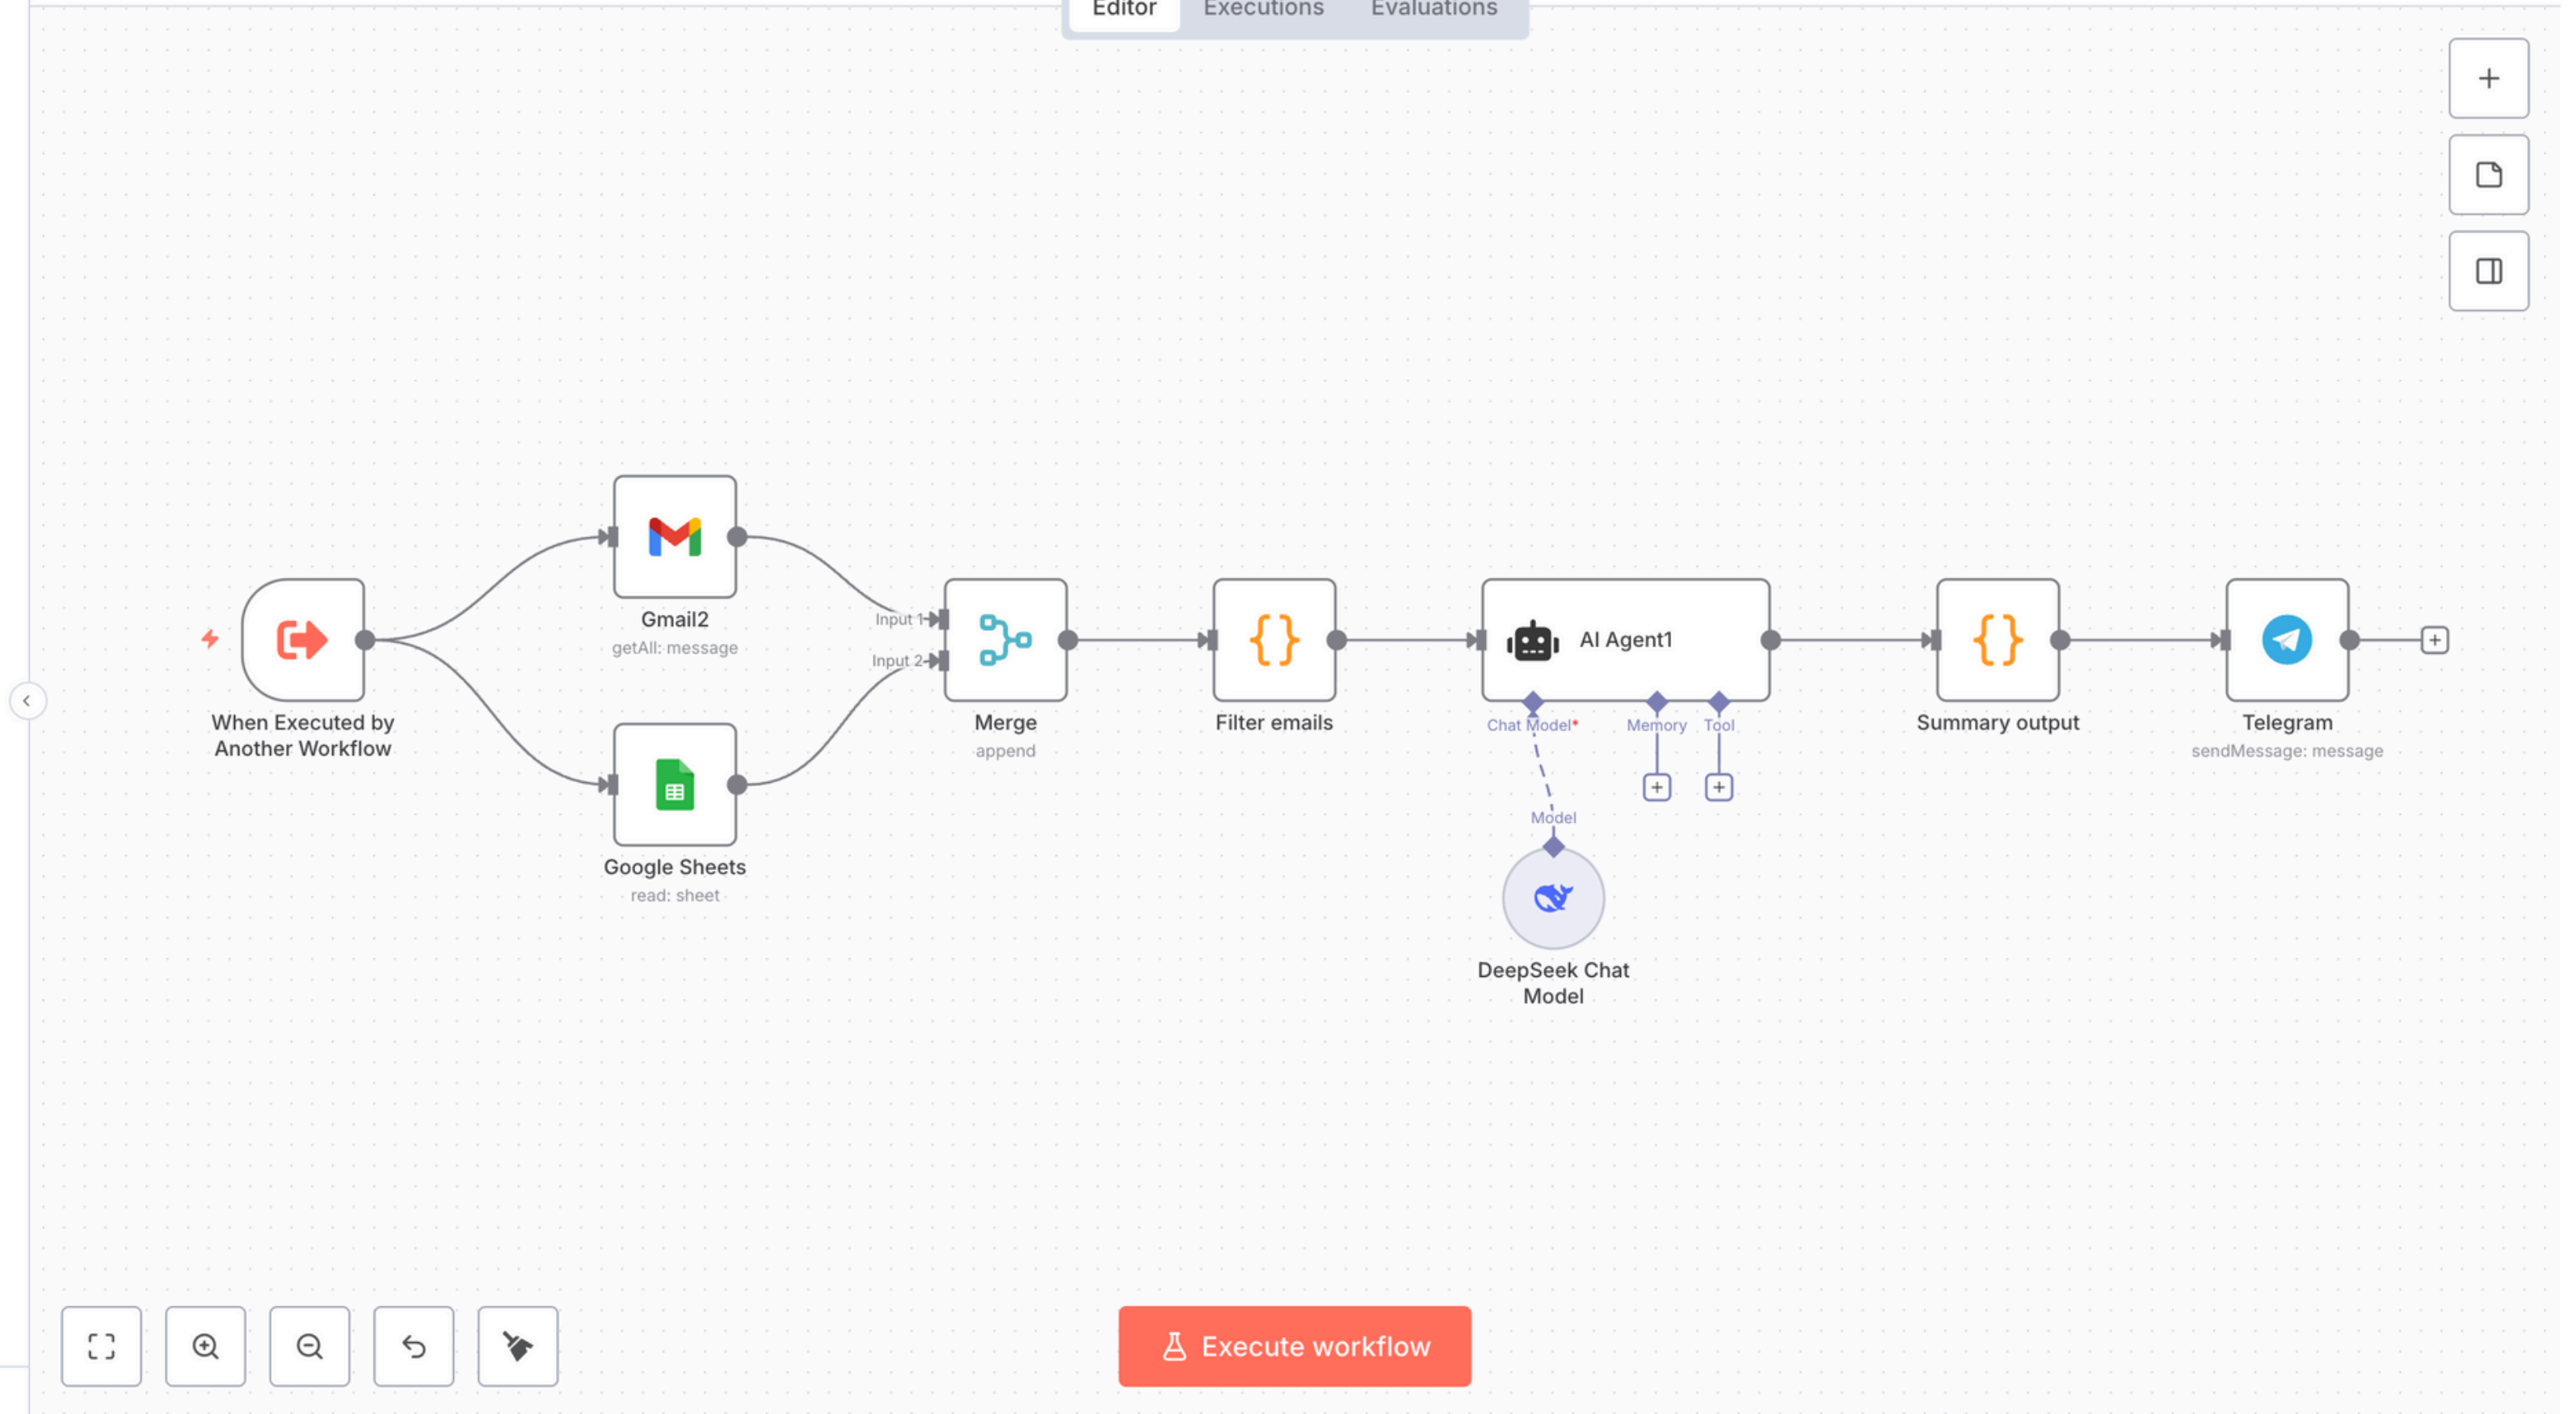 Editor
Executions
Evaluations
Gmail2
getAll: message
Input 1
Input 2
When Executed by
Another Workflow
Google Sheets
read: sheet
Merge
append
Filter emails
AI Agent1
Chat Model*
Memory
Tool
Model
DeepSeek Chat
Model
Summary output
Telegram
sendMessage: message
Execute workflow